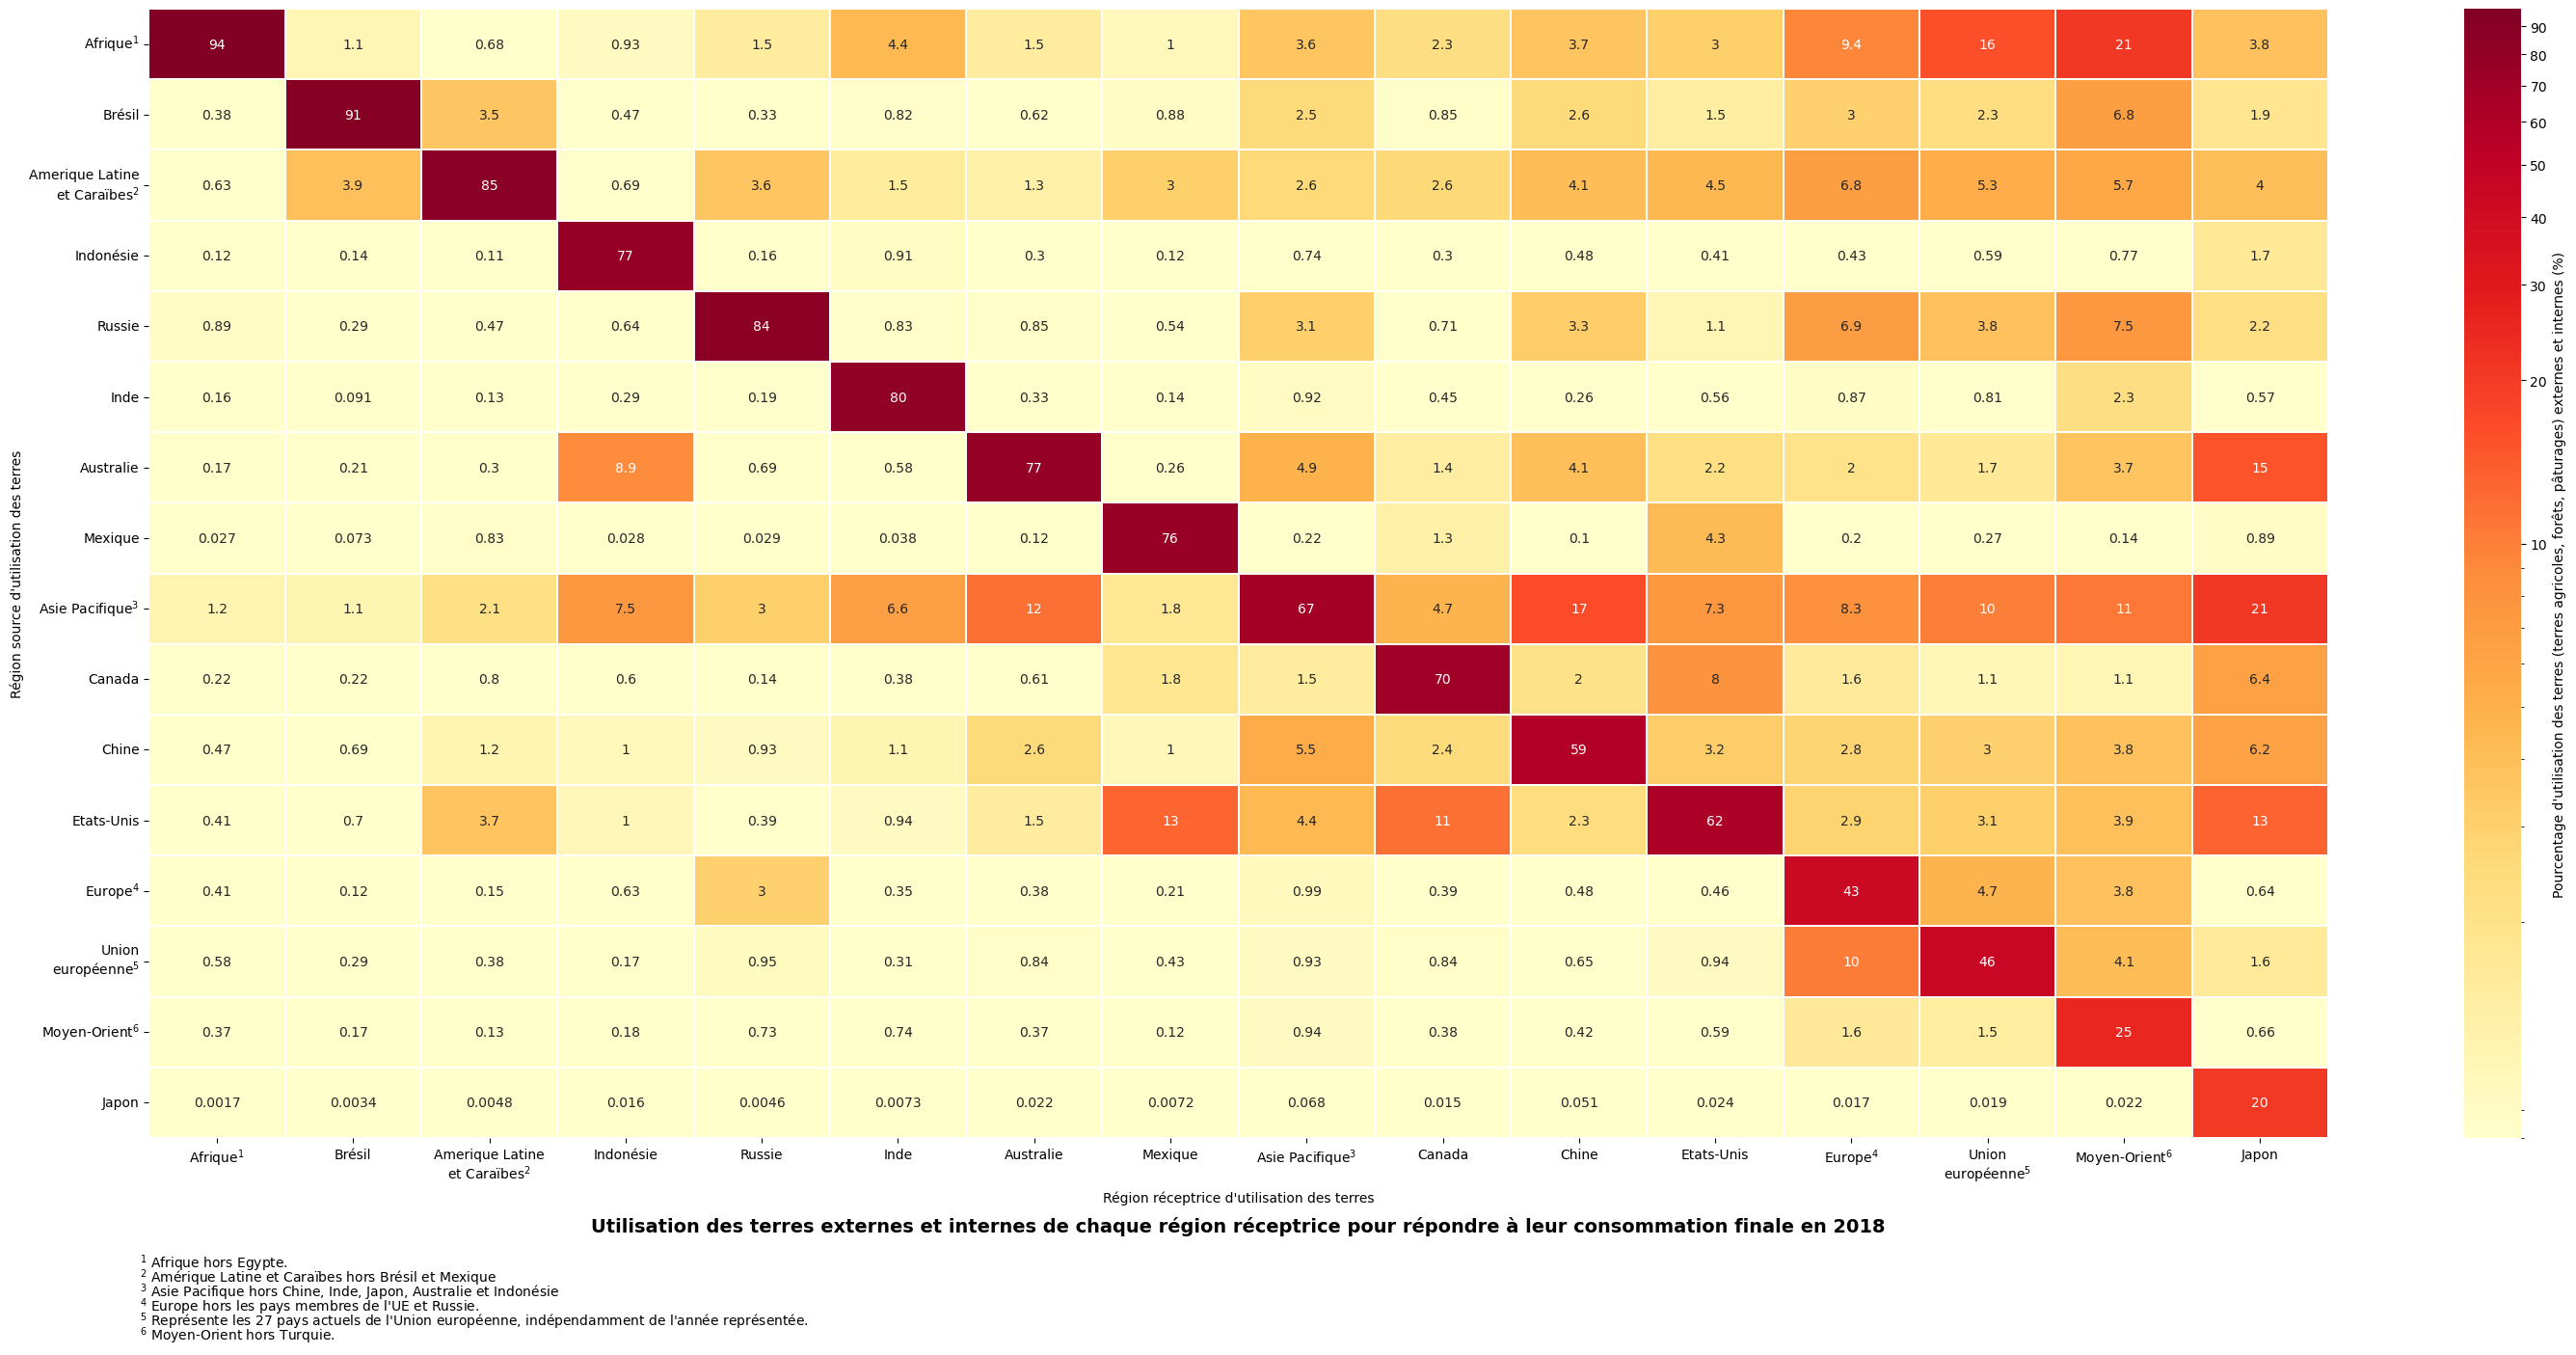 Afrique¹ 94 1.1 0.68 0.93 1.5 4.4 1.5 1 3.6 2.3 3.7 3 9.4 16 21 3.8
Brésil 0.38 91 3.5 0.47 0.33 0.82 0.62 0.88 2.5 0.85 2.6 1.5 3 2.3 6.8 1.9
Amerique Latine
et Caraïbes² 0.63 3.9 85 0.69 3.6 1.5 1.3 3 2.6 2.6 4.1 4.5 6.8 5.3 5.7 4
Indonésie 0.12 0.14 0.11 77 0.16 0.91 0.3 0.12 0.74 0.3 0.48 0.41 0.43 0.59 0.77 1.7
Russie 0.89 0.29 0.47 0.64 84 0.83 0.85 0.54 3.1 0.71 3.3 1.1 6.9 3.8 7.5 2.2
Inde 0.16 0.091 0.13 0.29 0.19 80 0.33 0.14 0.92 0.45 0.26 0.56 0.87 0.81 2.3 0.57
Australie 0.17 0.21 0.3 8.9 0.69 0.58 77 0.26 4.9 1.4 4.1 2.2 2 1.7 3.7 15
Mexique 0.027 0.073 0.83 0.028 0.029 0.038 0.12 76 0.22 1.3 0.1 4.3 0.2 0.27 0.14 0.89
Asie Pacifique³ 1.2 1.1 2.1 7.5 3 6.6 12 1.8 67 4.7 17 7.3 8.3 10 11 21
Canada 0.22 0.22 0.8 0.6 0.14 0.38 0.61 1.8 1.5 70 2 8 1.6 1.1 1.1 6.4
Chine 0.47 0.69 1.2 1 0.93 1.1 2.6 1 5.5 2.4 59 3.2 2.8 3 3.8 6.2
Etats-Unis 0.41 0.7 3.7 1 0.39 0.94 1.5 13 4.4 11 2.3 62 2.9 3.1 3.9 13
Europe⁴ 0.41 0.12 0.15 0.63 3 0.35 0.38 0.21 0.99 0.39 0.48 0.46 43 4.7 3.8 0.64
Union
européenne⁵ 0.58 0.29 0.38 0.17 0.95 0.31 0.84 0.43 0.93 0.84 0.65 0.94 10 46 4.1 1.6
Moyen-Orient⁶ 0.37 0.17 0.13 0.18 0.73 0.74 0.37 0.12 0.94 0.38 0.42 0.59 1.6 1.5 25 0.66
Japon 0.0017 0.0034 0.0048 0.016 0.0046 0.0073 0.022 0.0072 0.068 0.015 0.051 0.024 0.017 0.019 0.022 20
Région source d'utilisation des terres
Afrique¹ Brésil Amerique Latine Indonésie Russie Inde Australie Mexique Asie Pacifique³ Canada Chine Etats-Unis Europe⁴ Union Moyen-Orient⁶ Japon
et Caraïbes² européenne⁵
Région réceptrice d'utilisation des terres
90
80
70
60
50
40
30
20
10
Pourcentage d'utilisation des terres (terres agricoles, forêts, pâturages) externes et internes (%)
Utilisation des terres externes et internes de chaque région réceptrice pour répondre à leur consommation finale en 2018
¹ Afrique hors Egypte.
² Amérique Latine et Caraïbes hors Brésil et Mexique
³ Asie Pacifique hors Chine, Inde, Japon, Australie et Indonésie
⁴ Europe hors les pays membres de l'UE et Russie.
⁵ Représente les 27 pays actuels de l'Union européenne, indépendamment de l'année représentée.
⁶ Moyen-Orient hors Turquie.